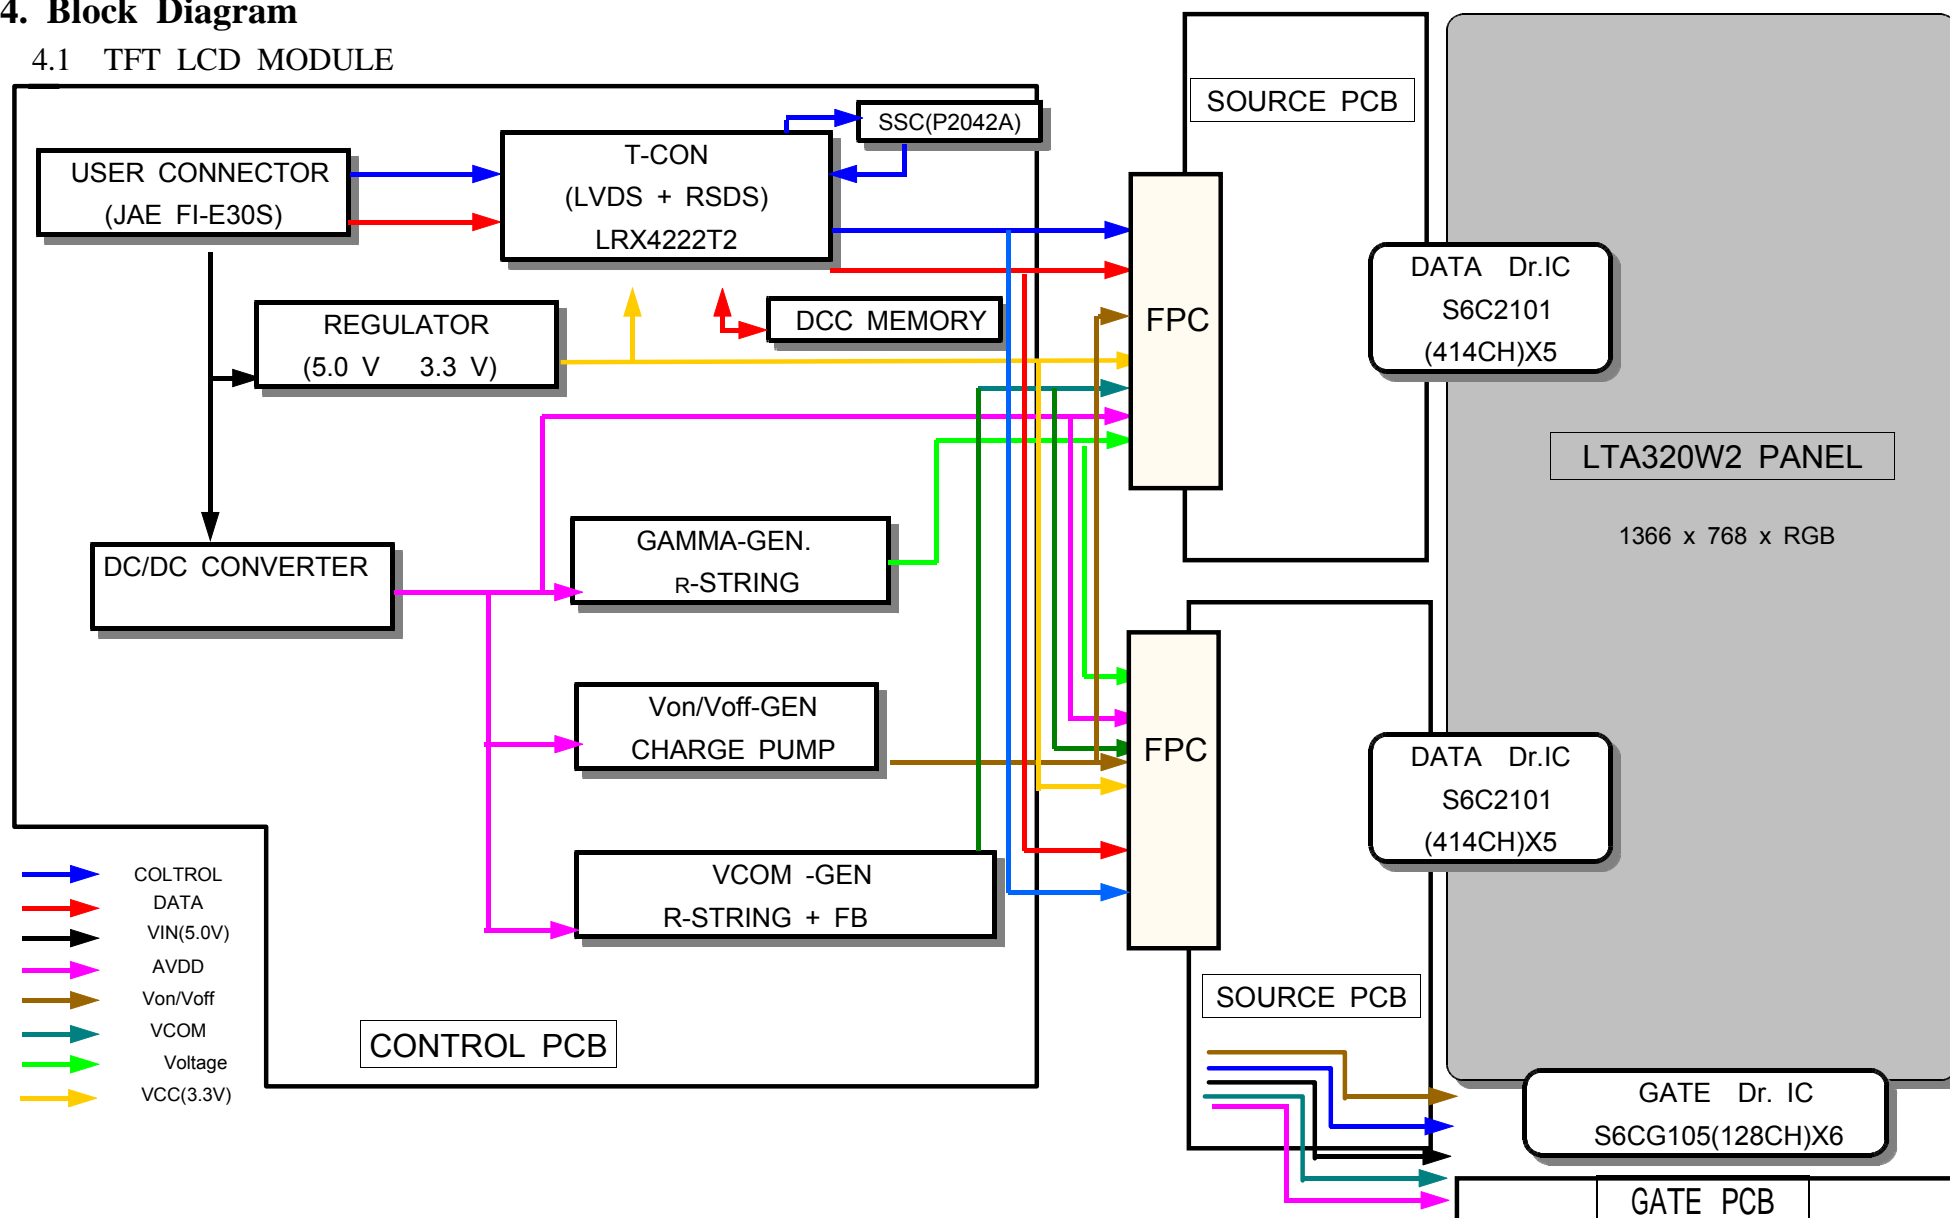 4. Block Diagram
4.1 TFT LCD MODULE
SOURCE PCB
SSC(P2042A)
T-CON
(LVDS + RSDS)
LRX4222T2
USER CONNECTOR
(JAE FI-E30S)
DATA Dr.IC
S6C2101
(414CH)X5
REGULATOR
(5.0 V 3.3 V)
DCC MEMORY
FPC
LTA320W2 PANEL
1366 x 768 x RGB
DC/DC CONVERTER
GAMMA-GEN.
R-STRING
Von/Voff-GEN
CHARGE PUMP
FPC
DATA Dr.IC
S6C2101
(414CH)X5
VCOM -GEN
R-STRING + FB
COLTROL
DATA
VIN(5.0V)
AVDD
Von/Voff
VCOM
Voltage
VCC(3.3V)
CONTROL PCB
SOURCE PCB
GATE Dr. IC
S6CG105(128CH)X6
GATE PCB